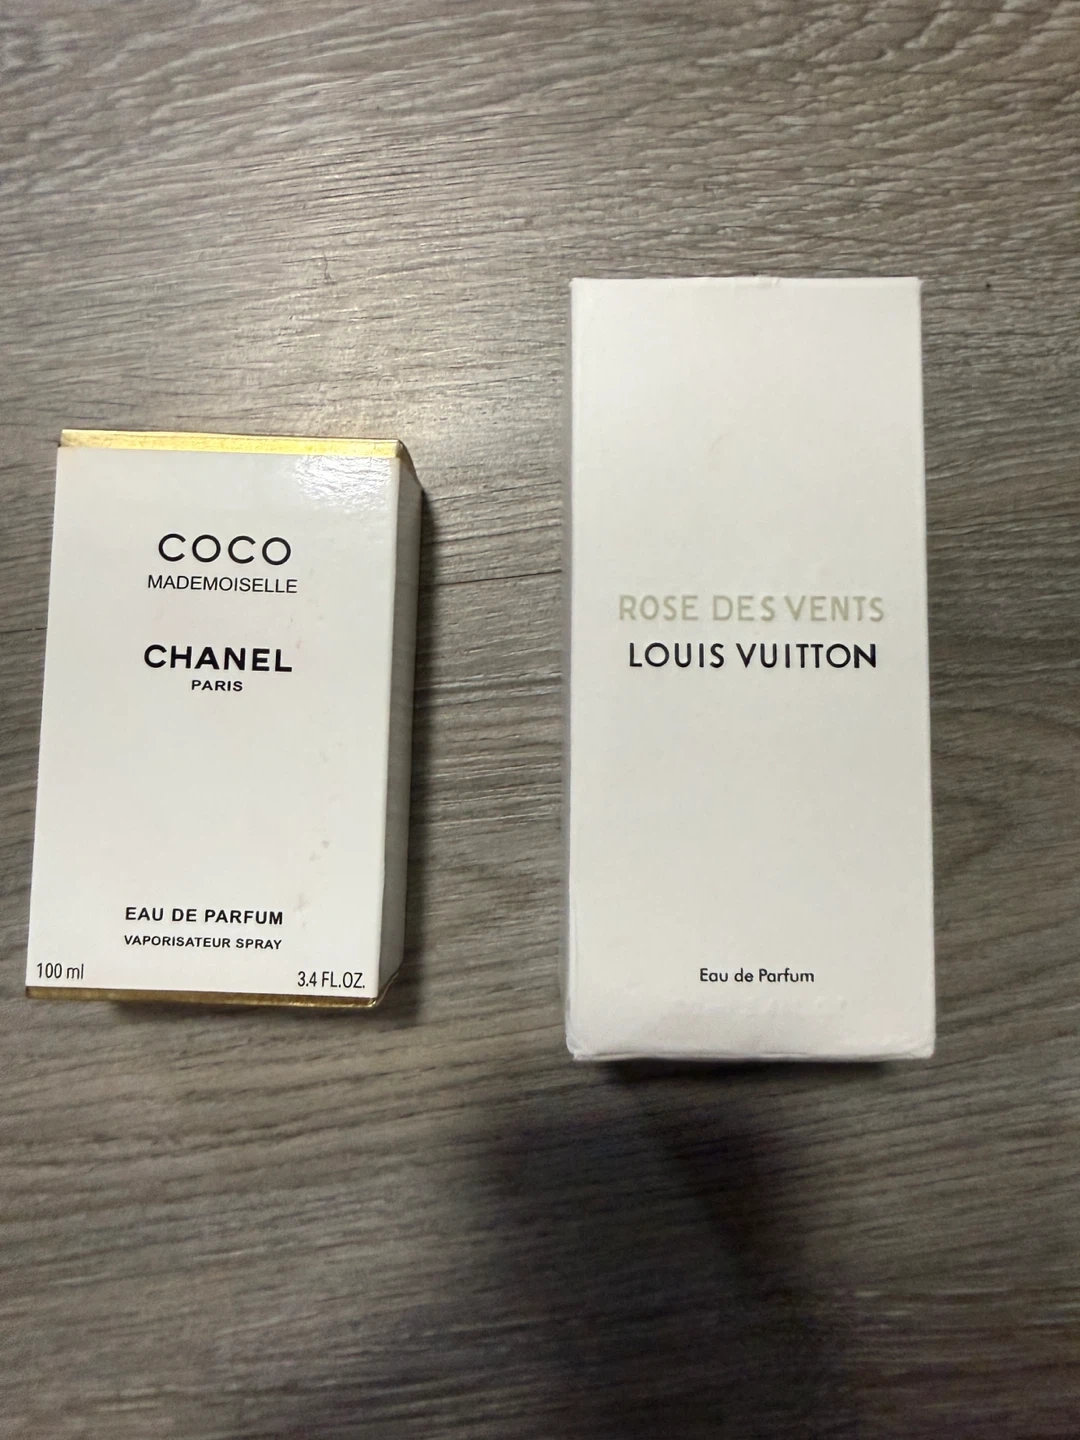 COCO
MADEMOISELLE
CHANEL
PARIS
EAU DE PARFUM
VAPORISATEUR SPRAY
100 ml
3.4 FL.OZ.
ROSE DES VENTS
LOUIS VUITTON
Eau de Parfum